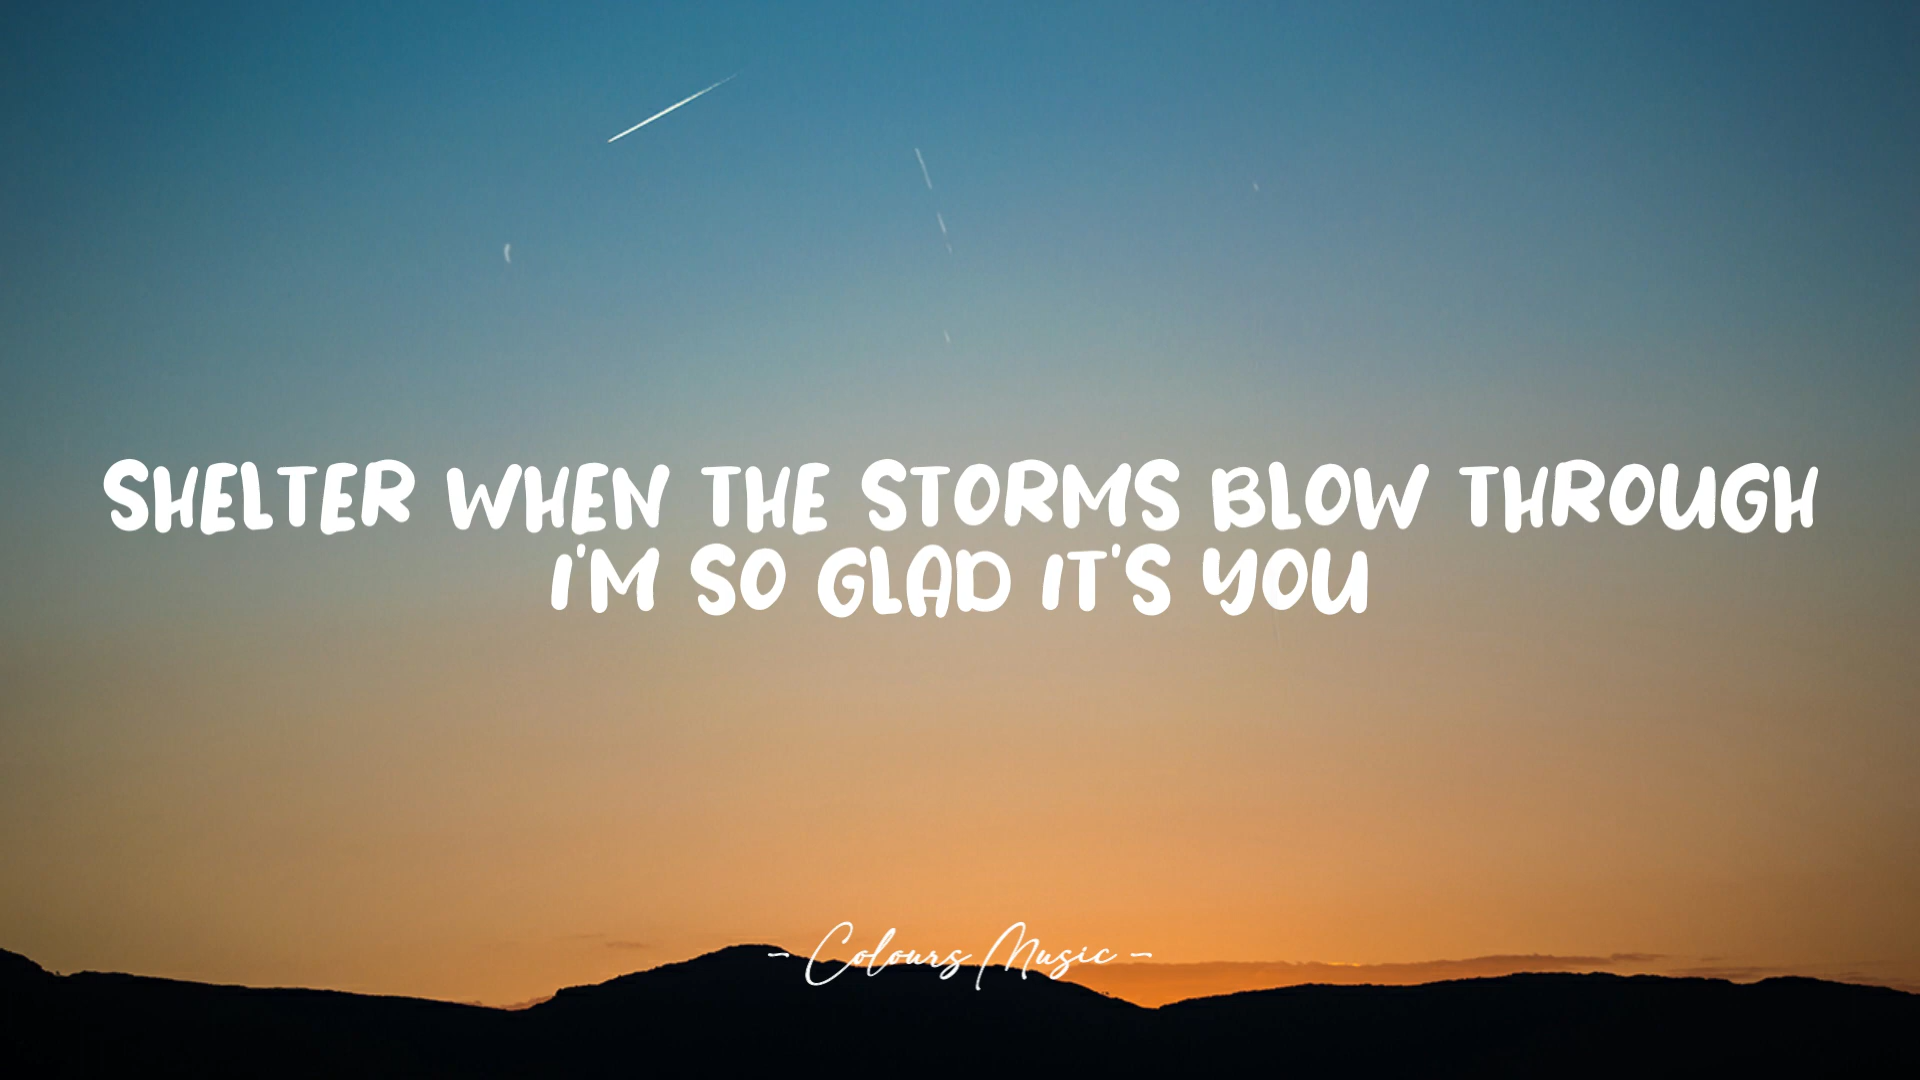 SHELTER WHEN THE STORMS BLOW THROUGH
I'M SO GLAD IT'S YOU
- Colours Music -